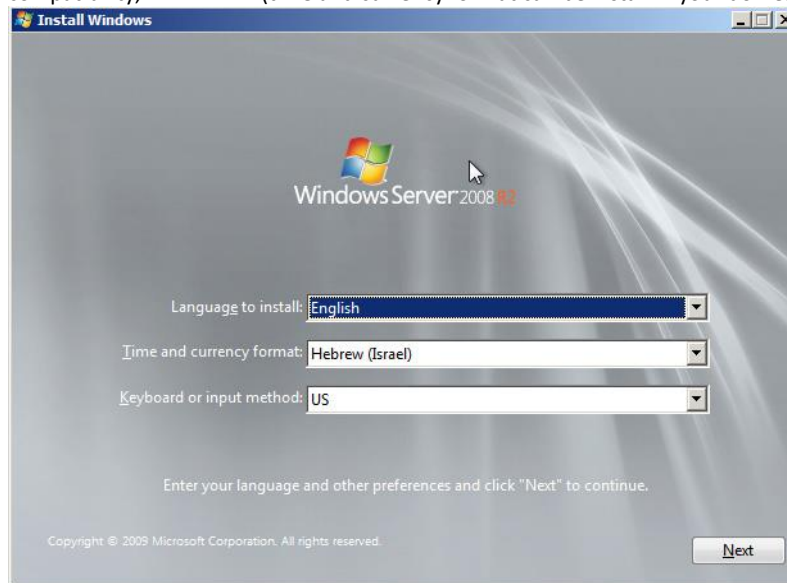 Install Windows
Windows Server 2008 R2
Language to install: English
Time and currency format: Hebrew (Israel)
Keyboard or input method: US
Enter your language and other preferences and click "Next" to continue.
Copyright © 2009 Microsoft Corporation. All rights reserved.
Next